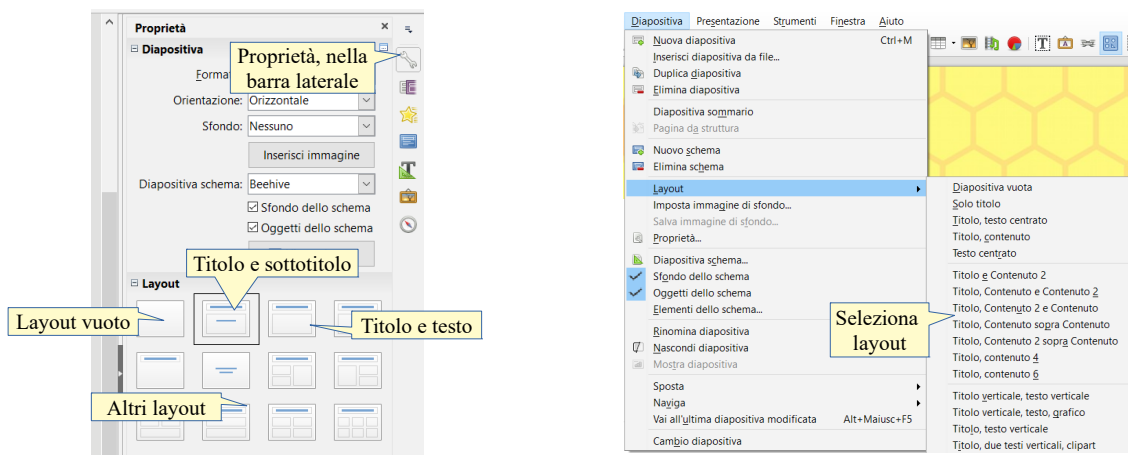 Proprietà
Diapositiva
Proprietà, nella
barra laterale
Orientazione: Orizzontale
Sfondo: Nessuno
Inserisci immagine
Diapositiva schema: Beehive
Sfondo dello schema
Oggetti dello schema
Titolo e sottotitolo
Layout
Layout vuoto
Titolo e testo
Altri layout
Diapositiva Presentazione Strumenti Finestra Aiuto
Nuova diapositiva Ctrl+M
Inserisci diapositiva da file...
Duplica diapositiva
Elimina diapositiva
Diapositiva sommario
Pagina da struttura
Nuovo schema
Elimina schema
Layout
Imposta immagine di sfondo...
Salva immagine di sfondo...
Proprietà...
Diapositiva schema...
Sfondo dello schema
Oggetti dello schema
Elementi dello schema...
Rinomina diapositiva
Nascondi diapositiva
Mostra diapositiva
Sposta
Naviga
Vai all'ultima diapositiva modificata Alt+Maiusc+F5
Cambio diapositiva
Seleziona
layout
Diapositiva vuota
Solo titolo
Titolo, testo centrato
Titolo, contenuto
Testo centrato
Titolo e Contenuto 2
Titolo, Contenuto e Contenuto 2
Titolo, Contenuto 2 e Contenuto
Titolo, Contenuto sopra Contenuto
Titolo, Contenuto 2 sopra Contenuto
Titolo, contenuto 4
Titolo, contenuto 6
Titolo verticale, testo verticale
Titolo verticale, testo, grafico
Titolo, testo verticale
Titolo, due testi verticali, clipart